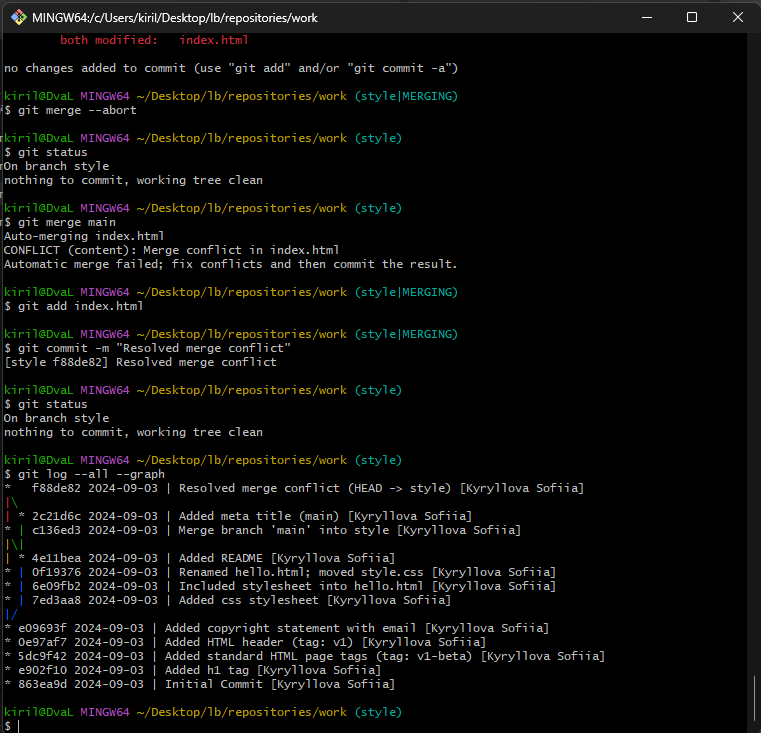 MINGW64:/c/Users/kiril/Desktop/lb/repositories/work
both modified:   index.html
no changes added to commit (use "git add" and/or "git commit -a")
kiril@DvaL MINGW64 ~/Desktop/lb/repositories/work (style|MERGING)
$ git merge --abort
kiril@DvaL MINGW64 ~/Desktop/lb/repositories/work (style)
$ git status
On branch style
nothing to commit, working tree clean
kiril@DvaL MINGW64 ~/Desktop/lb/repositories/work (style)
$ git merge main
Auto-merging index.html
CONFLICT (content): Merge conflict in index.html
Automatic merge failed; fix conflicts and then commit the result.
kiril@DvaL MINGW64 ~/Desktop/lb/repositories/work (style|MERGING)
$ git add index.html
kiril@DvaL MINGW64 ~/Desktop/lb/repositories/work (style|MERGING)
$ git commit -m "Resolved merge conflict"
[style f88de82] Resolved merge conflict
kiril@DvaL MINGW64 ~/Desktop/lb/repositories/work (style)
$ git status
On branch style
nothing to commit, working tree clean
kiril@DvaL MINGW64 ~/Desktop/lb/repositories/work (style)
$ git log --all --graph
*   f88de82 2024-09-03 | Resolved merge conflict (HEAD -> style) [Kyryllova Sofiia]
|\
| * 2c21d6c 2024-09-03 | Added meta title (main) [Kyryllova Sofiia]
* | c136ed3 2024-09-03 | Merge branch 'main' into style [Kyryllova Sofiia]
|\|
| * 4e11bea 2024-09-03 | Added README [Kyryllova Sofiia]
* | 0f19376 2024-09-03 | Renamed hello.html; moved style.css [Kyryllova Sofiia]
* | 6e09fb2 2024-09-03 | Included stylesheet into hello.html [Kyryllova Sofiia]
* | 7ed3aa8 2024-09-03 | Added css stylesheet [Kyryllova Sofiia]
|/
* e09693f 2024-09-03 | Added copyright statement with email [Kyryllova Sofiia]
* 0e97af7 2024-09-03 | Added HTML header (tag: v1) [Kyryllova Sofiia]
* 5dc9f42 2024-09-03 | Added standard HTML page tags (tag: v1-beta) [Kyryllova Sofiia]
* e902f10 2024-09-03 | Added h1 tag [Kyryllova Sofiia]
* 863ea9d 2024-09-03 | Initial Commit [Kyryllova Sofiia]
kiril@DvaL MINGW64 ~/Desktop/lb/repositories/work (style)
$